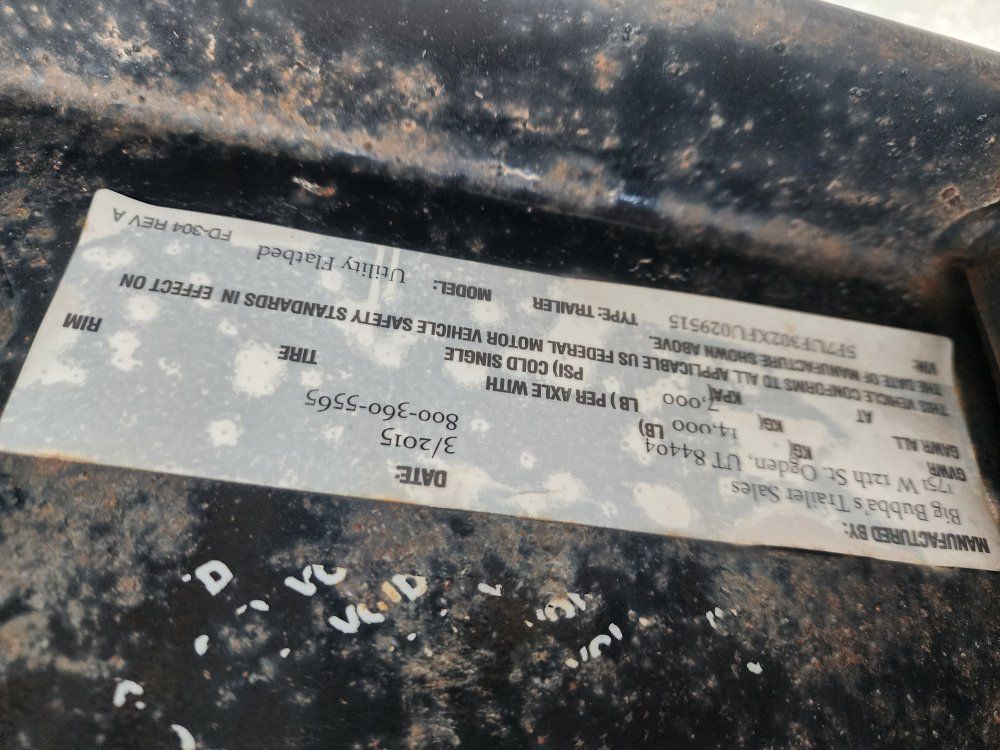 MANUFACTURED BY: DATE:
Big Bubba's Trailer Sales 3/2015
1751 W 12th St. Ogden, UT 84404 800-360-5565
GVWR KG( 14,000 LB)
GAWR ALL KG( 7,000 LB) PER AXLE WITH TIRE RIM
AT KPA( PSI) COLD SINGLE
THIS VEHICLE CONFORMS TO ALL APPLICABLE US FEDERAL MOTOR VEHICLE SAFETY STANDARDS IN EFFECT ON
THE DATE OF MANUFACTURE SHOWN ABOVE.
VIN: 5F7UF302XFU029515 TYPE: TRAILER MODEL: Utility Flatbed
FD-304 REV A
VOID